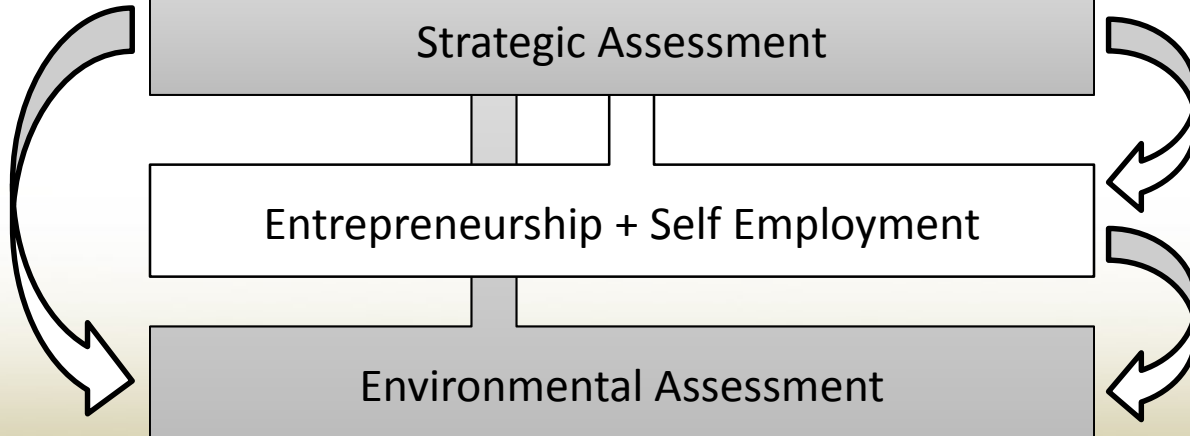 Strategic Assessment
Entrepreneurship + Self Employment
Environmental Assessment